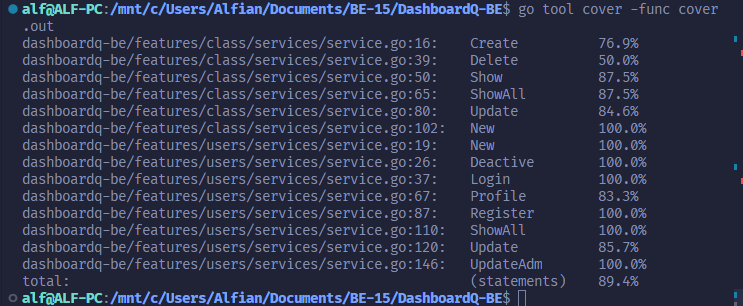 alf@ALF-PC:/mnt/c/Users/Alfian/Documents/BE-15/DashboardQ-BE$ go tool cover -func cover
.out
dashboardq-be/features/class/services/service.go:16: Create 76.9%
dashboardq-be/features/class/services/service.go:39: Delete 50.0%
dashboardq-be/features/class/services/service.go:50: Show 87.5%
dashboardq-be/features/class/services/service.go:65: ShowAll 87.5%
dashboardq-be/features/class/services/service.go:80: Update 84.6%
dashboardq-be/features/class/services/service.go:102: New 100.0%
dashboardq-be/features/users/services/service.go:19: New 100.0%
dashboardq-be/features/users/services/service.go:26: Deactive 100.0%
dashboardq-be/features/users/services/service.go:37: Login 100.0%
dashboardq-be/features/users/services/service.go:67: Profile 83.3%
dashboardq-be/features/users/services/service.go:87: Register 100.0%
dashboardq-be/features/users/services/service.go:110: ShowAll 100.0%
dashboardq-be/features/users/services/service.go:120: Update 85.7%
dashboardq-be/features/users/services/service.go:146: UpdateAdm 100.0%
total: (statements) 89.4%
alf@ALF-PC:/mnt/c/Users/Alfian/Documents/BE-15/DashboardQ-BE$